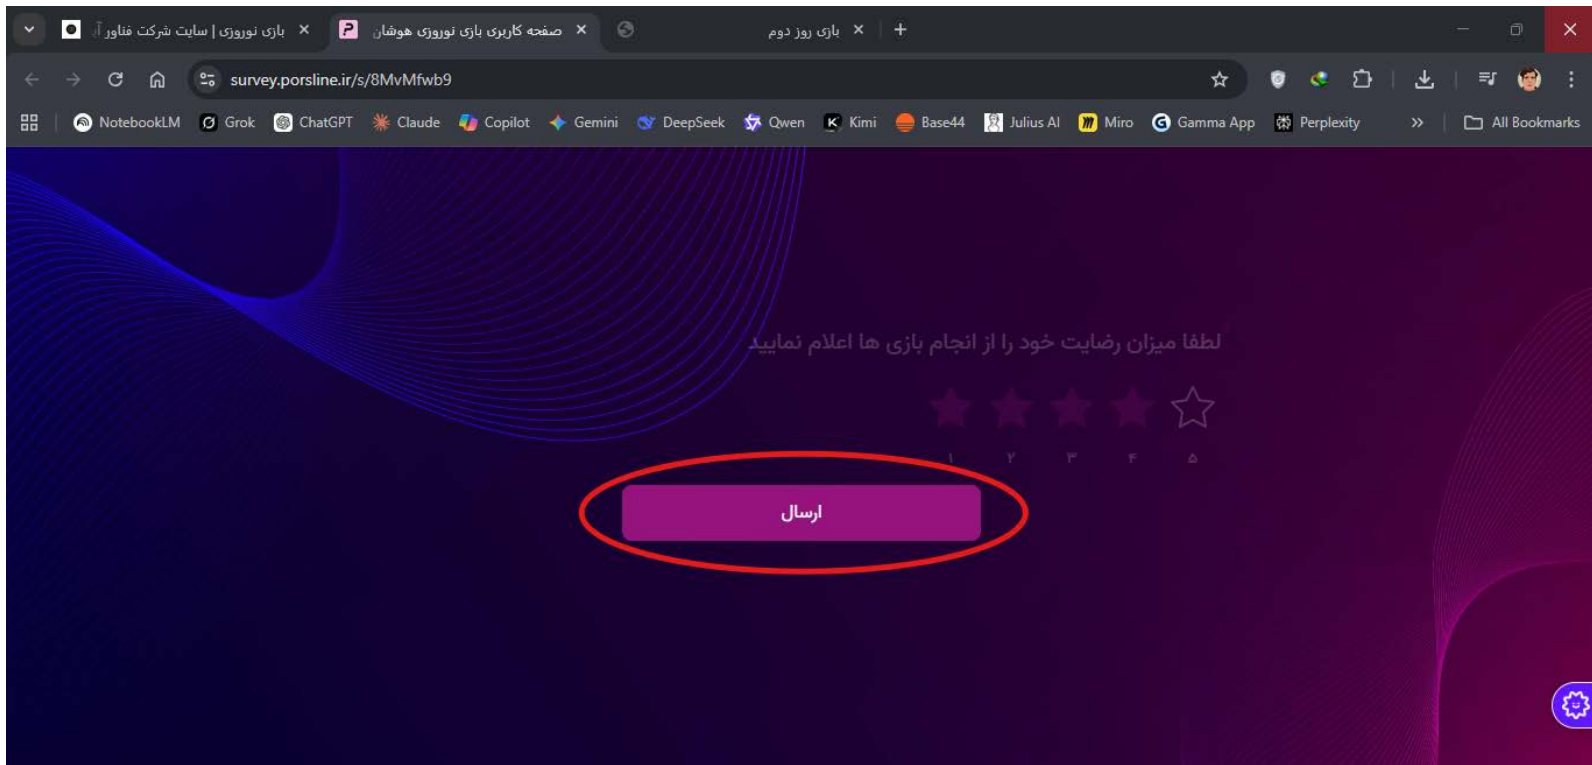 بازی نوروزی | سایت شرکت فناور آ
صفحه کاربری بازی نوروزی هوشان
بازی روز دوم
survey.porsline.ir/s/8MvMfwb9
NotebookLM Grok ChatGPT Claude Copilot Gemini DeepSeek Qwen Kimi Base44 Julius AI Miro Gamma App Perplexity » All Bookmarks
لطفا میزان رضایت خود را از انجام بازی ها اعلام نمایید
۱ ۲ ۳ ۴ ۵
ارسال